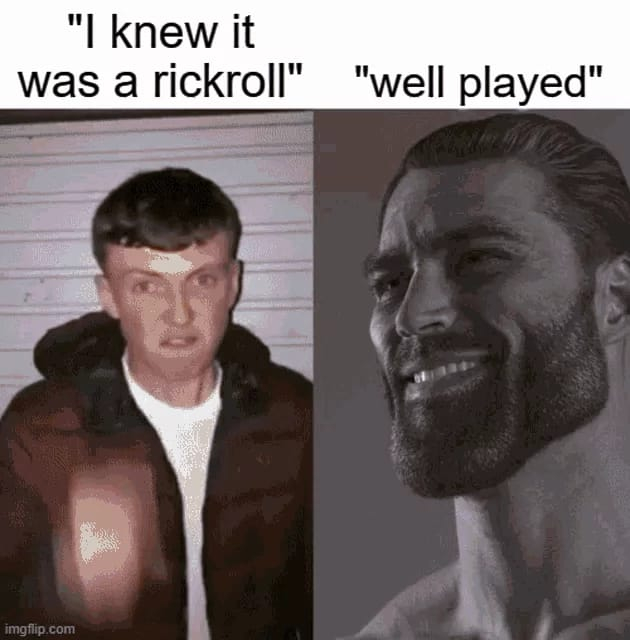 "I knew it
was a rickroll"
"well played"
imgflip.com